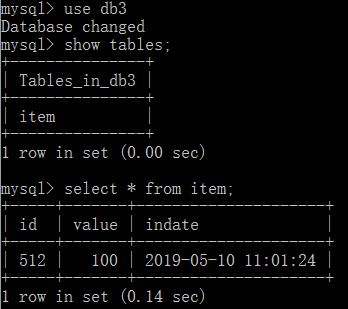 mysql> use db3
Database changed
mysql> show tables;
+---------------+
| Tables_in_db3 |
+---------------+
| item          |
+---------------+
1 row in set (0.00 sec)

mysql> select * from item;
+-----+-------+---------------------+
| id  | value | indate              |
+-----+-------+---------------------+
| 512 |   100 | 2019-05-10 11:01:24 |
+-----+-------+---------------------+
1 row in set (0.14 sec)